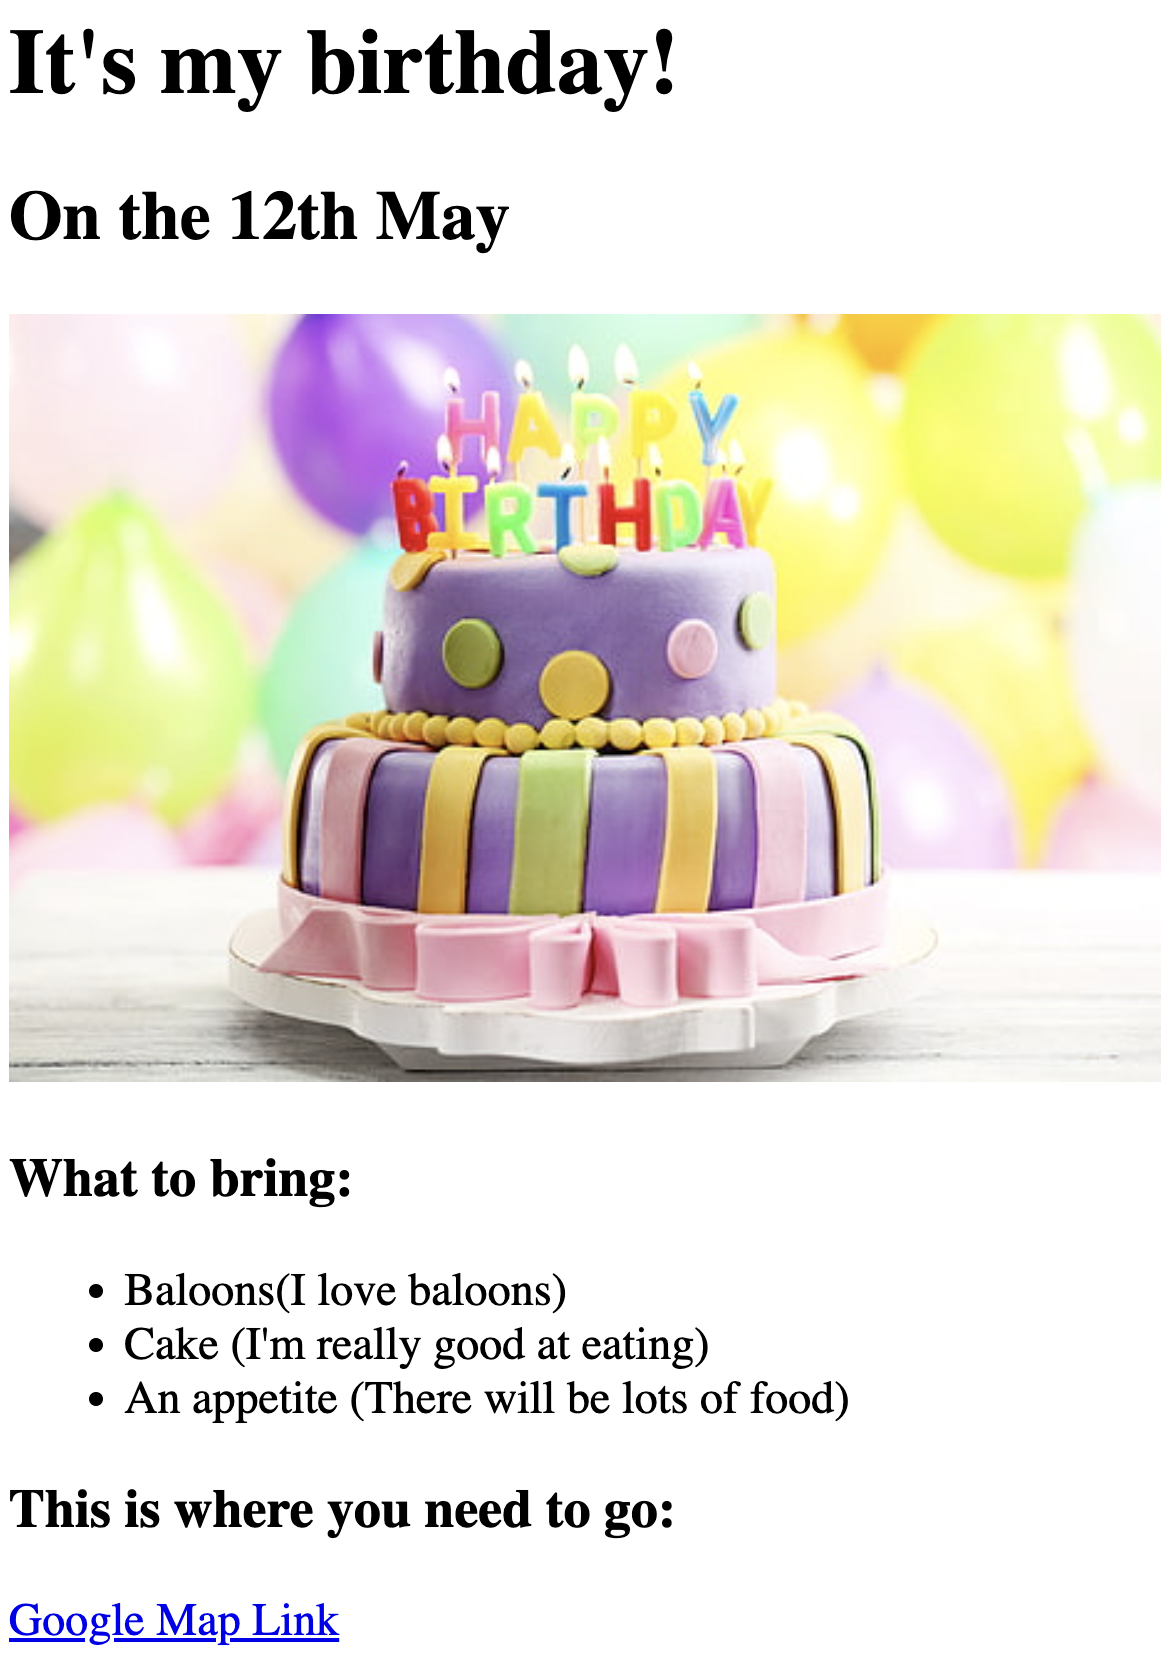 It's my birthday!
On the 12th May
HAPPY
BIRTHDAY
What to bring:
Baloons(I love baloons)
Cake (I'm really good at eating)
An appetite (There will be lots of food)
This is where you need to go:
Google Map Link